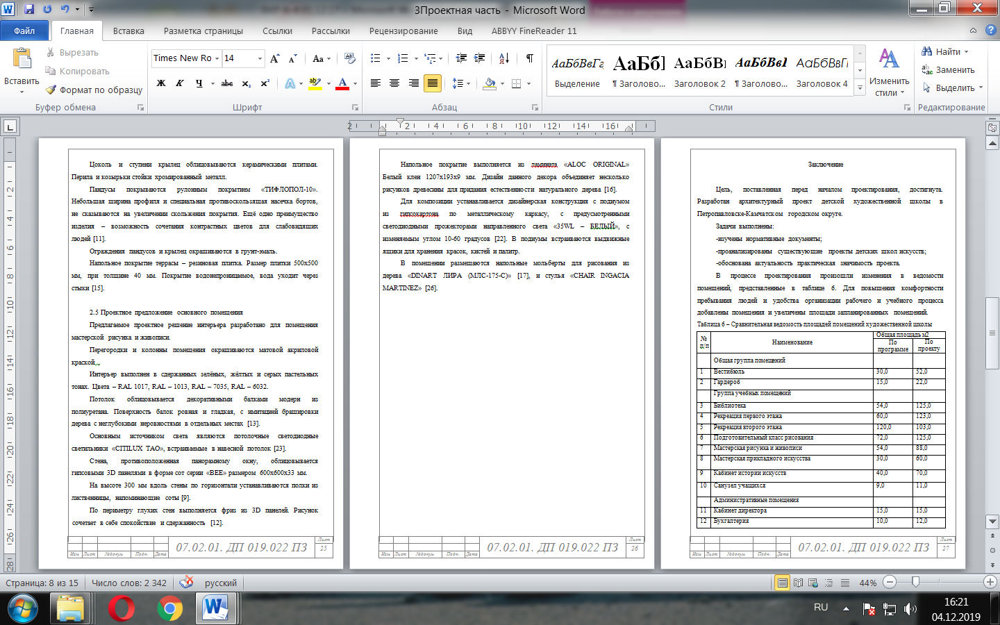 3Проектная часть - Microsoft Word
Файл Главная Вставка Разметка страницы Ссылки Рассылки Рецензирование Вид ABBYY FineReader 11
Вставить
Вырезать
Копировать
Формат по образцу
Буфер обмена
Times New Ro 14
Ж К Ч abc x₂ x²
Шрифт
Абзац
АаБбВвГг АаБб АаБбВ АаБбВвІ АаБбВвГ
Выделение ¶ Заголово... Заголовок 2 ¶ Заголово... Заголовок 4
Стили
Изменить стили
Найти
Заменить
Выделить
Редактирование
2 2 4 6 8 10 12 14 16
Цоколь и ступени крылец облицовываются керамическими плитами.
Перила и козырьки стойки хромированный металл.
Пандусы покрываются рулонным покрытием «ТИФЛОПОЛ-10».
Небольшая ширина профиля и специальная противоскользящая насечка бортов,
не сказываются на увеличении скольжения покрытия. Ещё одно преимущество
изделия – возможность сочетания контрастных цветов для слабовидящих
людей [11].
Ограждения пандусов и крылец окрашиваются в грунт-эмаль.
Напольное покрытие террасы – резиновая плитка. Размер плитки 500х500
мм, при толщине 40 мм. Покрытие водонепроницаемое, вода уходит через
стыки [15].
2.5 Проектное предложение основного помещения
Предлагаемое проектное решение интерьера разработано для помещения
мастерской рисунка и живописи.
Перегородки и колонны помещения окрашиваются матовой акриловой
краской .
Интерьер выполнен в сдержанных зелёных, жёлтых и серых пастельных
тонах. Цвета – RAL 1017, RAL – 1013, RAL – 7035, RAL – 6032.
Потолок облицовывается декоративными балками модерн из
полиуретана. Поверхность балок ровная и гладкая, с имитацией брашировки
дерева с неглубокими неровностями в отдельных местах [13].
Основным источником света являются потолочные светодиодные
светильники «CITILUX TAO», встраиваемые в навесной потолок [23].
Стена, противоположенная панорамному окну, облицовывается
гипсовыми 3D панелями в форме сот серии «BEE» размером 600х600х33 мм.
На высоте 300 мм вдоль стены по горизонтали устанавливаются полки из
лиственницы, напоминающие соты [9].
По периметру глухих стен выполняется фриз из 3D панелей. Рисунок
сочетает в себе спокойствие и сдержанность [12].
Изм. Лист №докум. Подп. Дата
07.02.01. ДП 019.022 ПЗ
Лист
25
Напольное покрытие выполняется из ламината «ALOC ORIGINAL»
Белый клен 1207х193х9 мм. Дизайн данного декора объединяет несколько
рисунков древесины для придания естественности натурального дерева [16].
Для композиции устанавливается дизайнерская конструкция с подиумом
из гипсокартона по металлическому каркасу, с предусмотренными
светодиодными прожекторами направленного света «35WL – БЕЛЫЙ», с
изменяемым углом 10-60 градусов [22]. В подиумы встраиваются выдвижные
ящики для хранения красок, кистей и палитр.
В помещении размещаются напольные мольберты для рисования из
дерева «DINART ЛИРА (МЛС-175-С)» [17], и стулья «CHAIR INGACIA
MARTINEZ» [26].
Изм. Лист №докум. Подп. Дата
07.02.01. ДП 019.022 ПЗ
Лист
26
Заключение
Цель, поставленная перед началом проектирования, достигнута.
Разработан архитектурный проект детской художественной школы в
Петропавловске-Камчатском городском округе.
Задачи выполнены:
-изучены нормативные документы;
-проанализированы существующие проекты детских школ искусств;
-обоснована актуальность практическая значимость проекта.
В процессе проектирования произошли изменения в ведомости
помещений, представленные в таблице 6. Для повышения комфортности
пребывания людей и удобства организации рабочего и учебного процесса
добавлены помещения и увеличены площади запланированных помещений.
Таблица 6 – Сравнительная ведомость площадей помещений художественной школы
№ п/п Наименование Общая площадь м2
По программе По проекту
Общая группа помещений
1 Вестибюль 30,0 52,0
2 Гардероб 15,0 22,0
Группа учебных помещений
3 Библиотека 54,0 125,0
4 Рекреация первого этажа 60,0 123,0
5 Рекреация второго этажа 120,0 103,0
6 Подготовительный класс рисования 72,0 125,0
7 Мастерская рисунка и живописи 54,0 88,0
8 Мастерская прикладного искусства 30,0 60,0
9 Кабинет истории искусств 40,0 70,0
10 Санузел учащихся 9,0 11,0
Административные помещения
11 Кабинет директора 15,0 15,0
12 Бухгалтерия 10,0 12,0
Изм. Лист №докум. Подп. Дата
07.02.01. ДП 019.022 ПЗ
Лист
27
Страница: 8 из 15 Число слов: 2 342 русский 44%
RU 16:21
04.12.2019